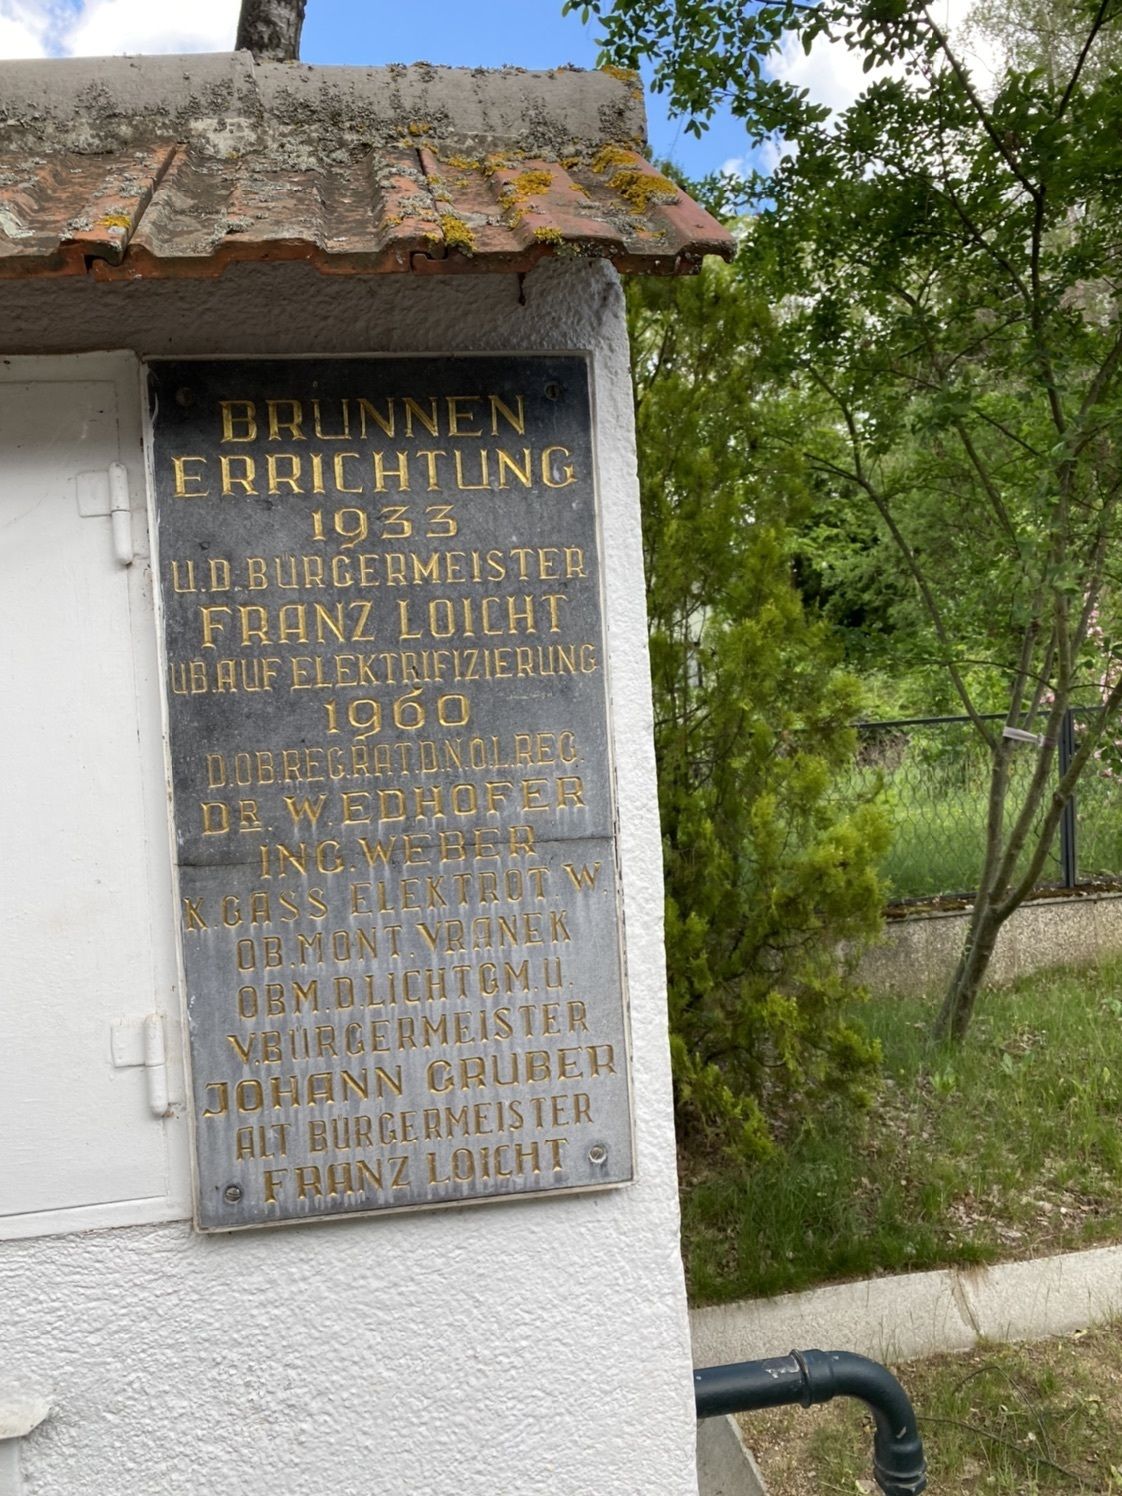 BRUNNEN
ERRICHTUNG
1933
U.D.BÜRGERMEISTER
FRANZ LOICHT
UB.AUF ELEKTRIFIZIERUNG
1960
D.OB.REG.RAT D.N.Ö.L.REG.
DR. W.EDHOFER
ING. WEBER
K.GASS ELEKTROT.W.
OB.MONT.VRANEK
OBM.D.LICHTGM.U.
V.BÜRGERMEISTER
JOHANN GRUBER
ALT BÜRGERMEISTER
FRANZ LOICHT